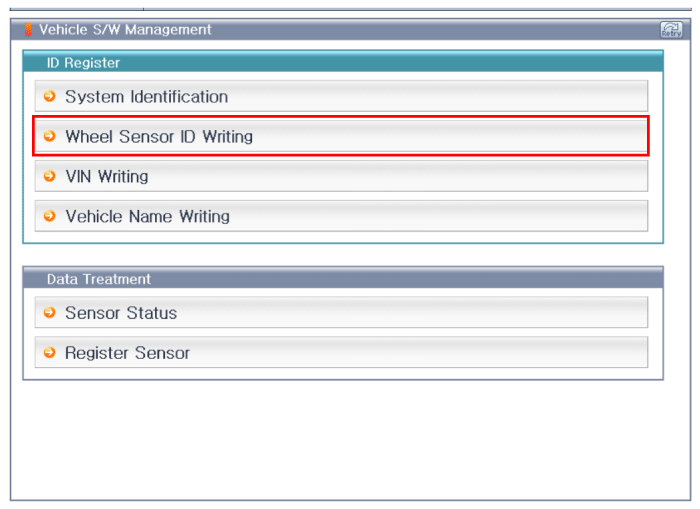 Vehicle S/W Management
Retry
ID Register
System Identification
Wheel Sensor ID Writing
VIN Writing
Vehicle Name Writing
Data Treatment
Sensor Status
Register Sensor